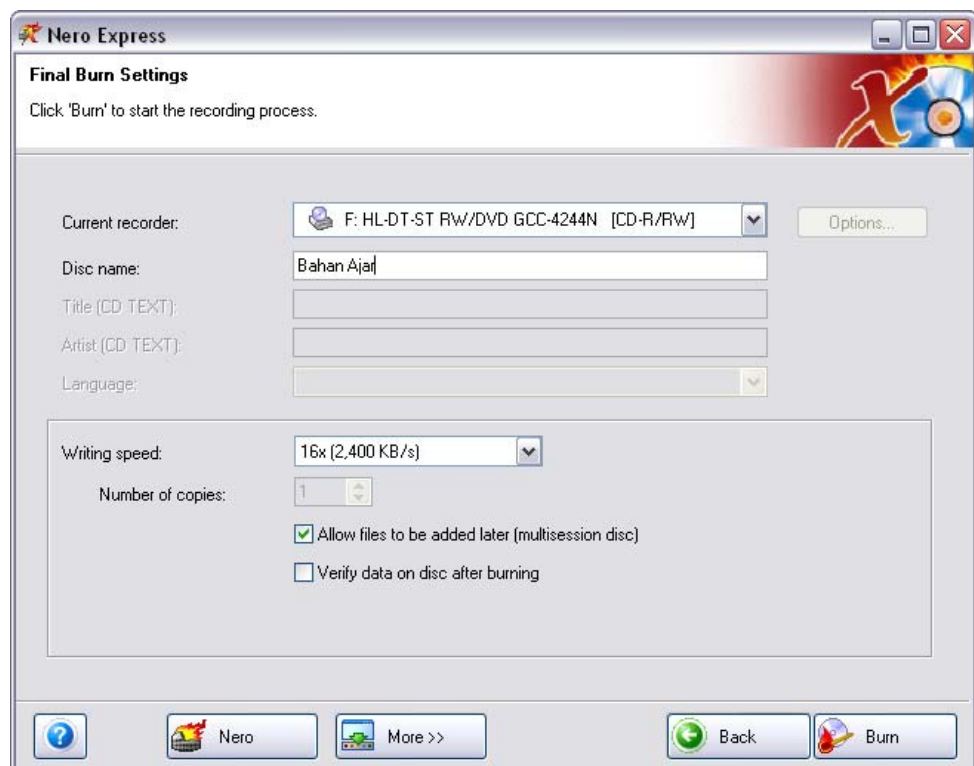 Nero Express
Final Burn Settings
Click 'Burn' to start the recording process.
Current recorder: F: HL-DT-ST RW/DVD GCC-4244N [CD-R/RW] Options...
Disc name: Bahan Ajar
Title (CD TEXT):
Artist (CD TEXT):
Language:
Writing speed: 16x (2,400 KB/s)
Number of copies: 1
Allow files to be added later (multisession disc)
Verify data on disc after burning
? Nero More >> Back Burn